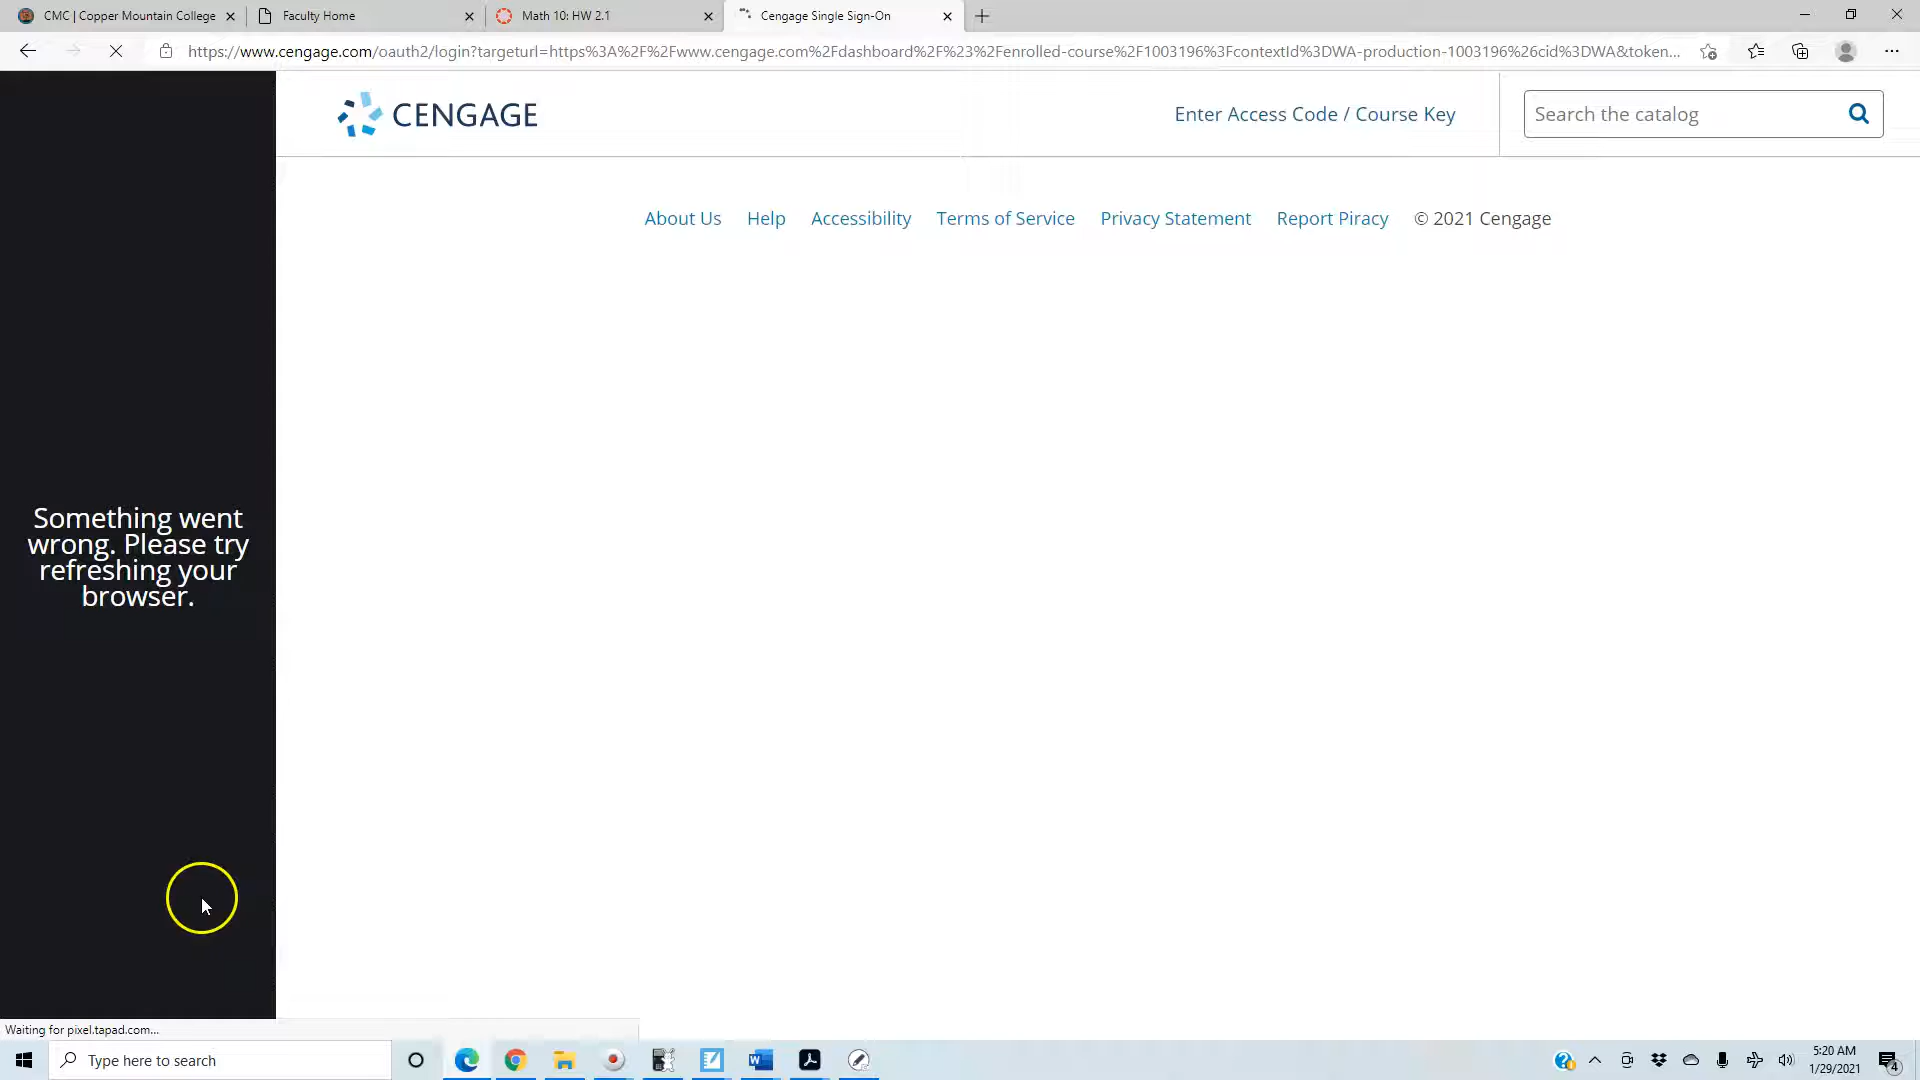 CMC | Copper Mountain College
Faculty Home
Math 10: HW 2.1
Cengage Single Sign-On
https://www.cengage.com/oauth2/login?targeturl=https%3A%2F%2Fwww.cengage.com%2Fdashboard%2F%23%2Fenrolled-course%2F1003196%3FcontextId%3DWA-production-1003196%26cid%3DWA&token...
CENGAGE
Enter Access Code / Course Key
Search the catalog
About Us Help Accessibility Terms of Service Privacy Statement Report Piracy © 2021 Cengage
Something went
wrong. Please try
refreshing your
browser.
Waiting for pixel.tapad.com...
Type here to search
5:20 AM
1/29/2021
4